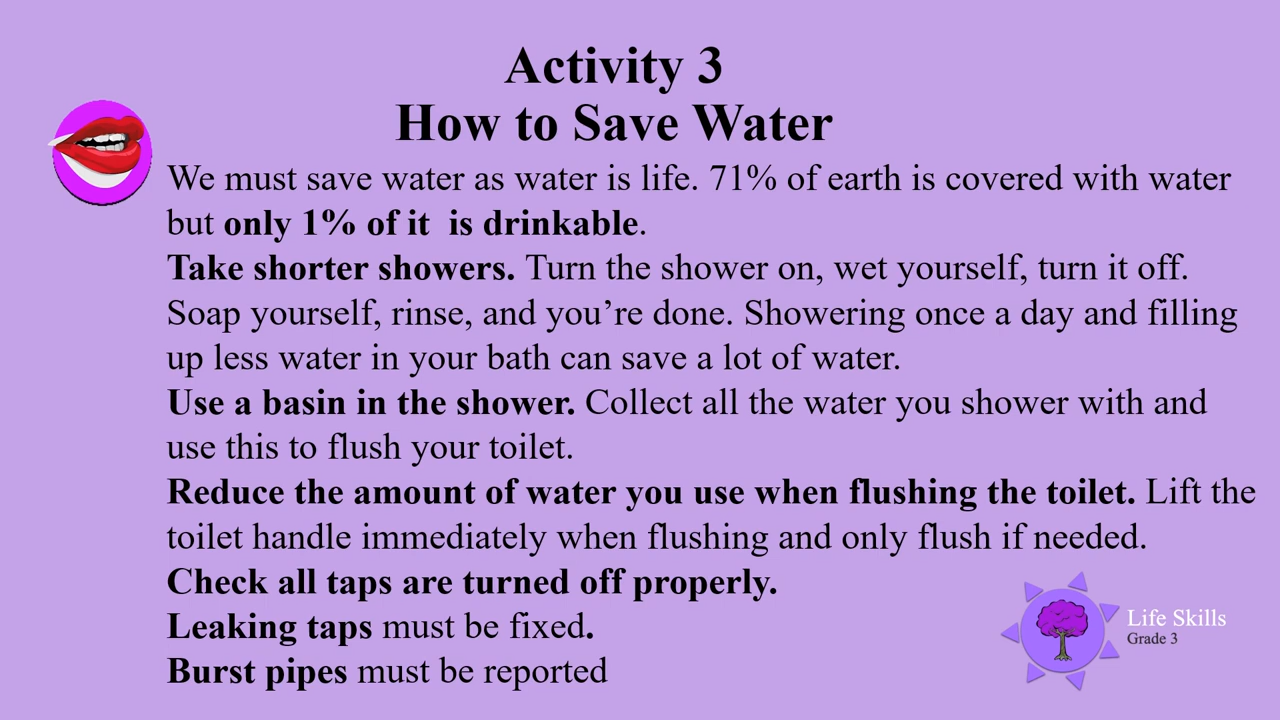 Activity 3
How to Save Water
We must save water as water is life. 71% of earth is covered with water
but only 1% of it  is drinkable.
Take shorter showers. Turn the shower on, wet yourself, turn it off.
Soap yourself, rinse, and you’re done. Showering once a day and filling
up less water in your bath can save a lot of water.
Use a basin in the shower. Collect all the water you shower with and
use this to flush your toilet.
Reduce the amount of water you use when flushing the toilet. Lift the
toilet handle immediately when flushing and only flush if needed.
Check all taps are turned off properly.
Leaking taps must be fixed.
Burst pipes must be reported
Life Skills
Grade 3